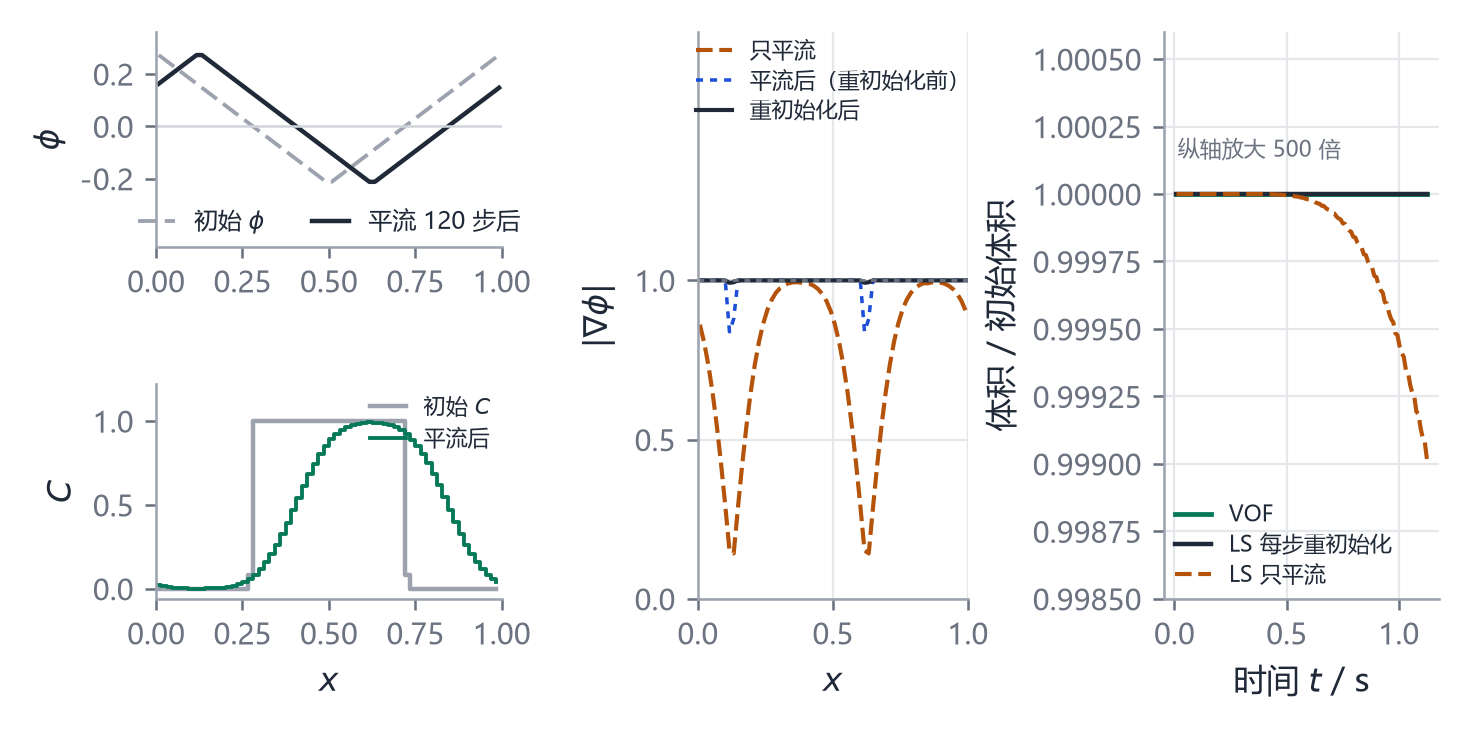 ϕ
0.2
0.0
-0.2
初始 ϕ
平流 120 步后
0.00 0.25 0.50 0.75 1.00
C
1.0
0.5
0.0
初始 C
平流后
0.00 0.25 0.50 0.75 1.00
x
|∇ϕ|
1.0
0.5
0.0
只平流
平流后（重初始化前）
重初始化后
0.0 0.5 1.0
x
体积 / 初始体积
1.00050
1.00025
1.00000
0.99975
0.99950
0.99925
0.99900
0.99875
0.99850
纵轴放大 500 倍
VOF
LS 每步重初始化
LS 只平流
0.0 0.5 1.0
时间 t / s